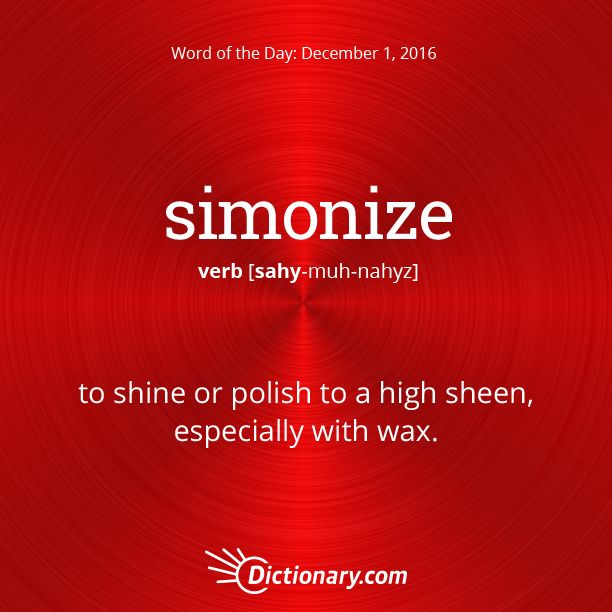 Word of the Day: December 1, 2016
simonize
verb [sahy-muh-nahyz]
to shine or polish to a high sheen,
especially with wax.
Dictionary.com